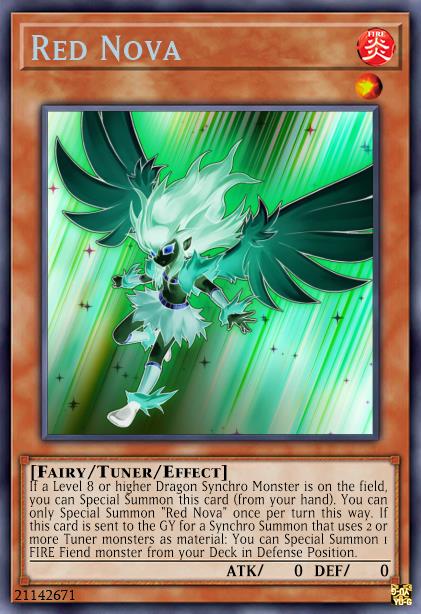 Red Nova
FIRE
炎
[Fairy/Tuner/Effect]
If a Level 8 or higher Dragon Synchro Monster is on the field,
you can Special Summon this card (from your hand). You can
only Special Summon "Red Nova" once per turn this way. If
this card is sent to the GY for a Synchro Summon that uses 2 or
more Tuner monsters as material: You can Special Summon 1
FIRE Fiend monster from your Deck in Defense Position.
ATK/ 0 DEF/ 0
21142671